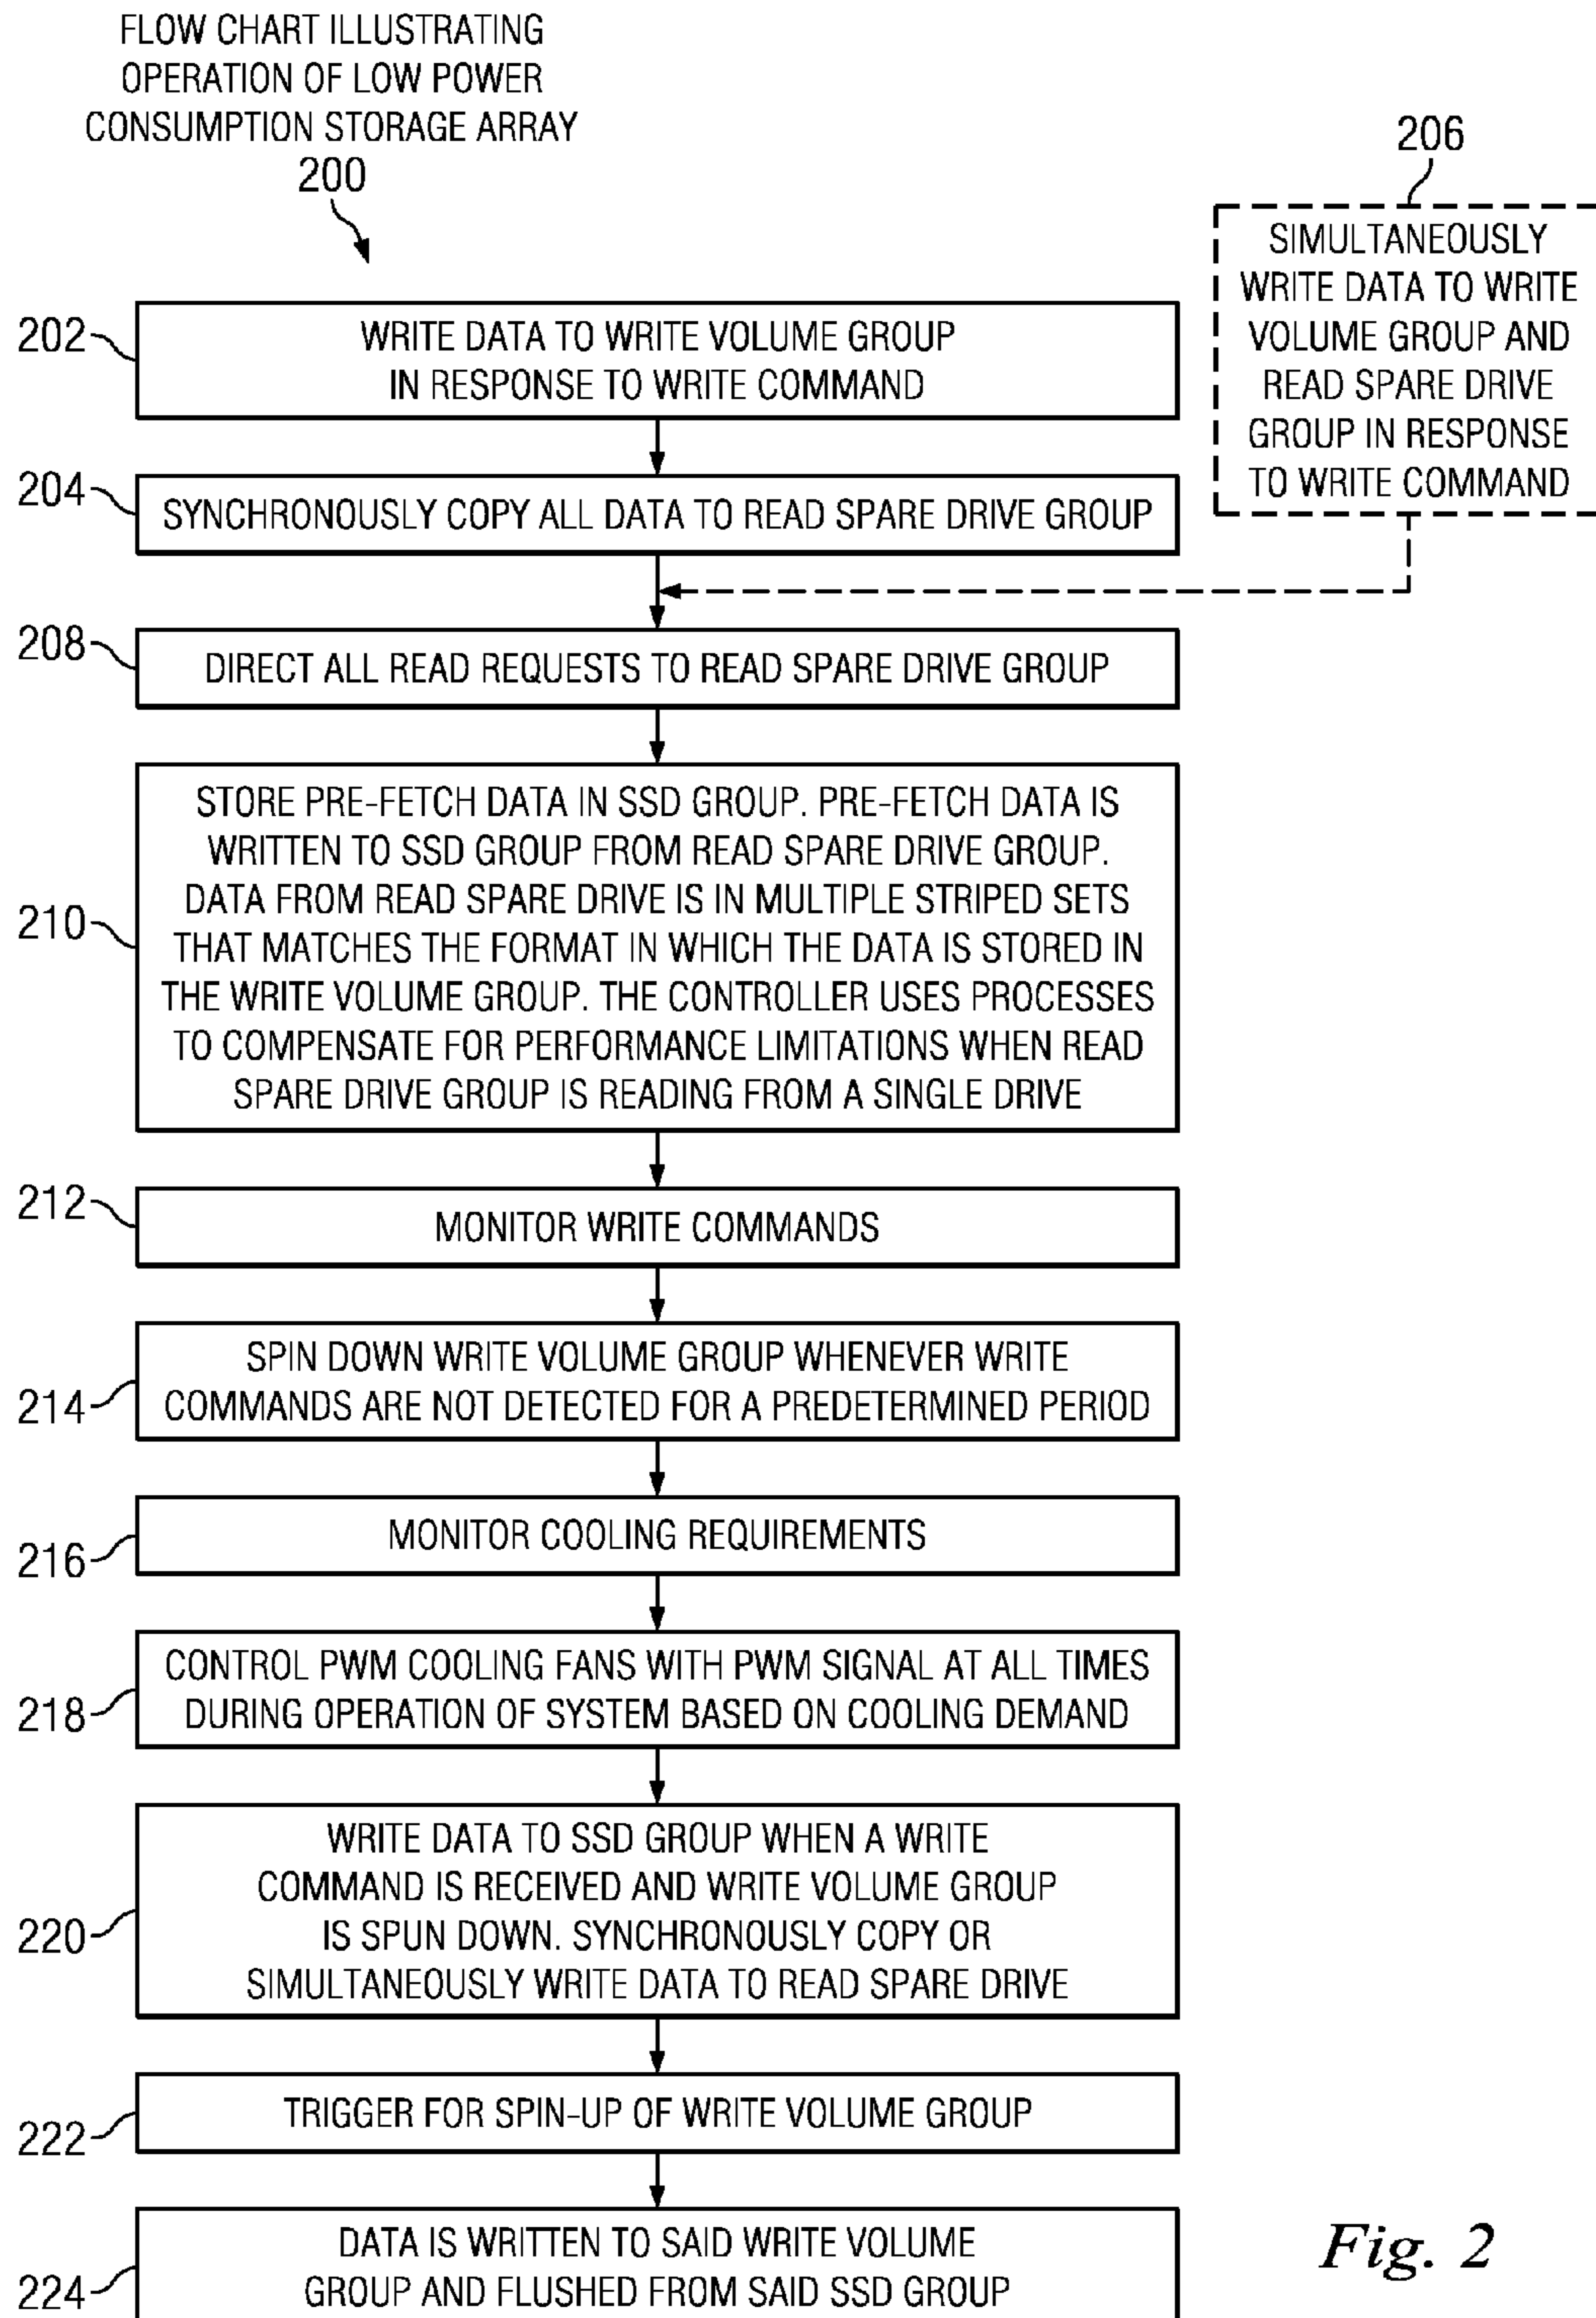 FLOW CHART ILLUSTRATING
OPERATION OF LOW POWER
CONSUMPTION STORAGE ARRAY
200
206
SIMULTANEOUSLY
WRITE DATA TO WRITE
VOLUME GROUP AND
READ SPARE DRIVE
GROUP IN RESPONSE
TO WRITE COMMAND
202
WRITE DATA TO WRITE VOLUME GROUP
IN RESPONSE TO WRITE COMMAND
204
SYNCHRONOUSLY COPY ALL DATA TO READ SPARE DRIVE GROUP
208
DIRECT ALL READ REQUESTS TO READ SPARE DRIVE GROUP
210
STORE PRE-FETCH DATA IN SSD GROUP. PRE-FETCH DATA IS
WRITTEN TO SSD GROUP FROM READ SPARE DRIVE GROUP.
DATA FROM READ SPARE DRIVE IS IN MULTIPLE STRIPED SETS
THAT MATCHES THE FORMAT IN WHICH THE DATA IS STORED IN
THE WRITE VOLUME GROUP. THE CONTROLLER USES PROCESSES
TO COMPENSATE FOR PERFORMANCE LIMITATIONS WHEN READ
SPARE DRIVE GROUP IS READING FROM A SINGLE DRIVE
212
MONITOR WRITE COMMANDS
214
SPIN DOWN WRITE VOLUME GROUP WHENEVER WRITE
COMMANDS ARE NOT DETECTED FOR A PREDETERMINED PERIOD
216
MONITOR COOLING REQUIREMENTS
218
CONTROL PWM COOLING FANS WITH PWM SIGNAL AT ALL TIMES
DURING OPERATION OF SYSTEM BASED ON COOLING DEMAND
220
WRITE DATA TO SSD GROUP WHEN A WRITE
COMMAND IS RECEIVED AND WRITE VOLUME GROUP
IS SPUN DOWN. SYNCHRONOUSLY COPY OR
SIMULTANEOUSLY WRITE DATA TO READ SPARE DRIVE
222
TRIGGER FOR SPIN-UP OF WRITE VOLUME GROUP
224
DATA IS WRITTEN TO SAID WRITE VOLUME
GROUP AND FLUSHED FROM SAID SSD GROUP
Fig. 2